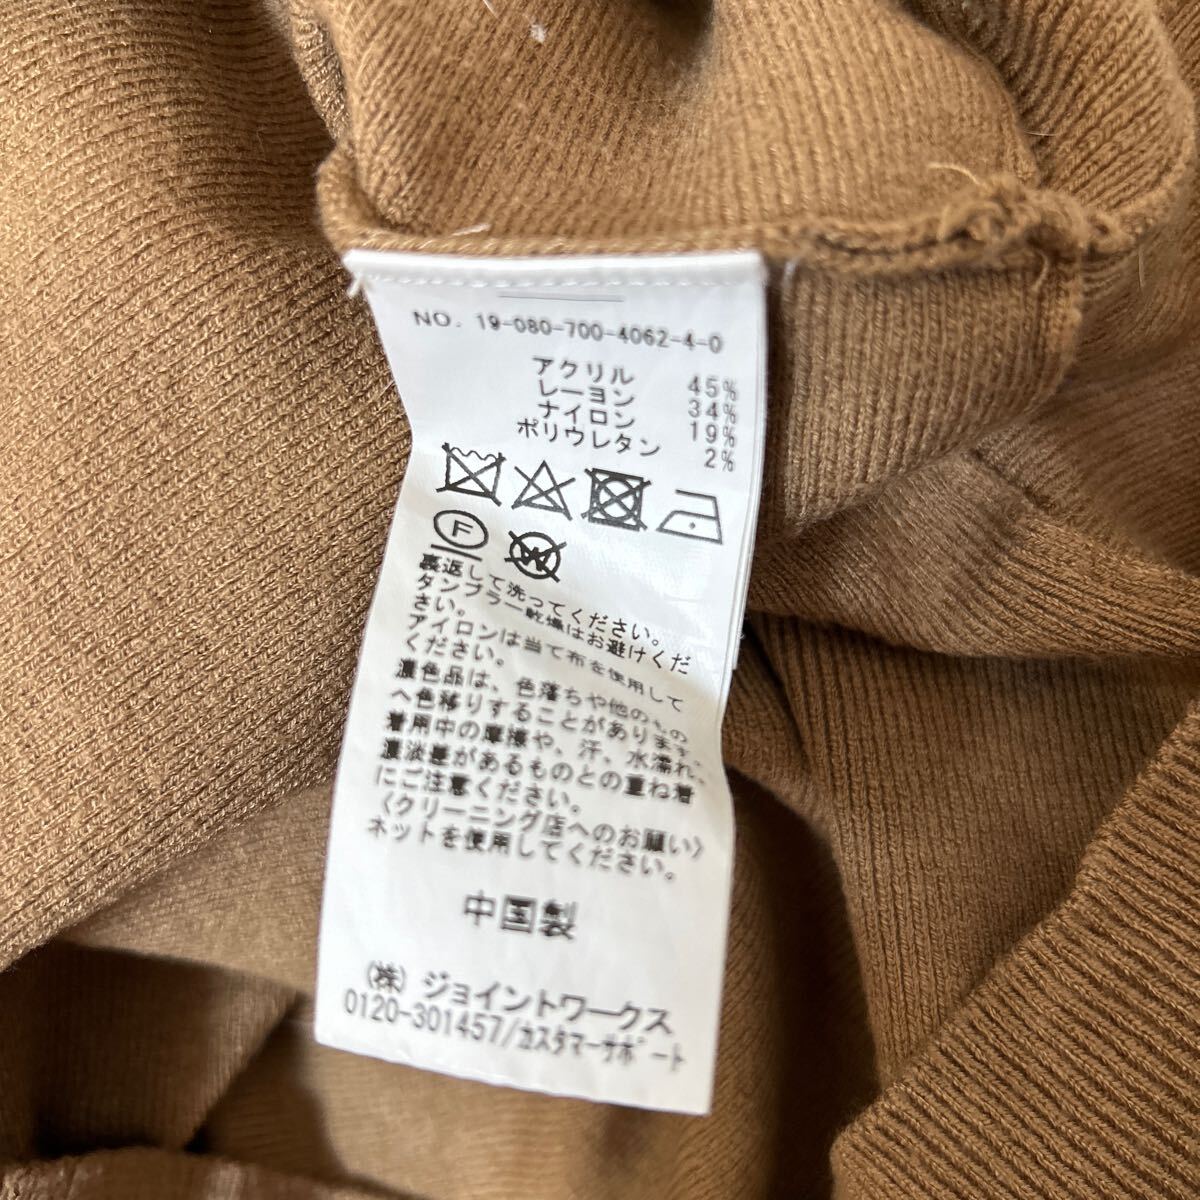 NO. 19-080-700-4062-4-0
アクリル 45%
レーヨン 34%
ナイロン 19%
ポリウレタン 2%
F W
裏返して洗ってください。
タンブラー乾燥はお避けくだ
さい。
アイロンは当て布を使用して
ください。
濃色品は、色落ちや他のもの
へ色移りすることがあります。
着用中の摩擦や、汗、水濡れ、
濃淡差があるものとの重ね着
にご注意ください。
〈クリーニング店へのお願い〉
ネットを使用してください。
中国製
(株) ジョイントワークス
0120-301457/カスタマーサポート